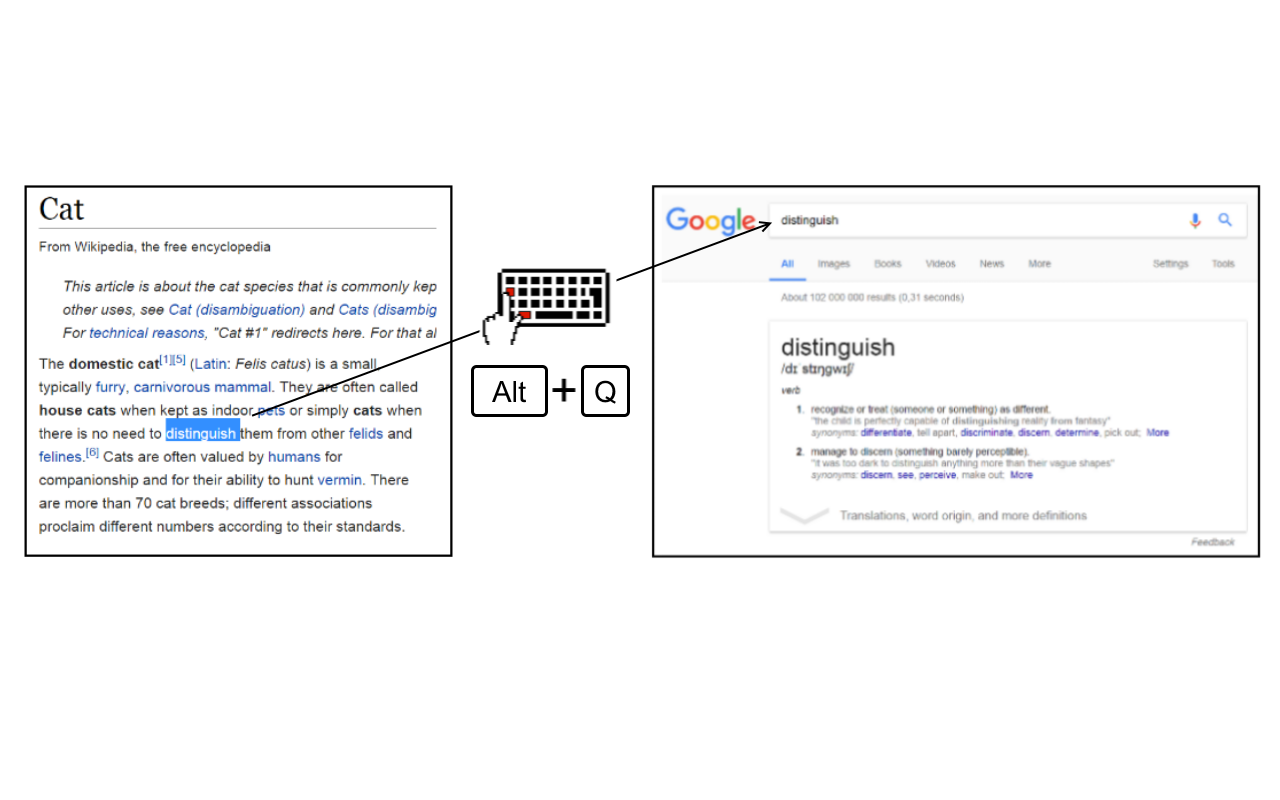 Cat
From Wikipedia, the free encyclopedia
This article is about the cat species that is commonly kep
other uses, see Cat (disambiguation) and Cats (disambig
For technical reasons, "Cat #1" redirects here. For that al
The domestic cat[1][5] (Latin: Felis catus) is a small,
typically furry, carnivorous mammal. They are often called
house cats when kept as indoor pets or simply cats when
there is no need to distinguish them from other felids and
felines.[6] Cats are often valued by humans for
companionship and for their ability to hunt vermin. There
are more than 70 cat breeds; different associations
proclaim different numbers according to their standards.
Alt + Q
Google distinguish
All Images Books Videos News More Settings Tools
About 102 000 000 results (0,31 seconds)
distinguish
/dɪˈstɪŋɡwɪʃ/
verb
1. recognize or treat (someone or something) as different.
"the child is perfectly capable of distinguishing reality from fantasy"
synonyms: differentiate, tell apart, discriminate, discern, determine, pick out; More
2. manage to discern (something barely perceptible).
"it was too dark to distinguish anything more than their vague shapes"
synonyms: discern, see, perceive, make out; More
Translations, word origin, and more definitions
Feedback